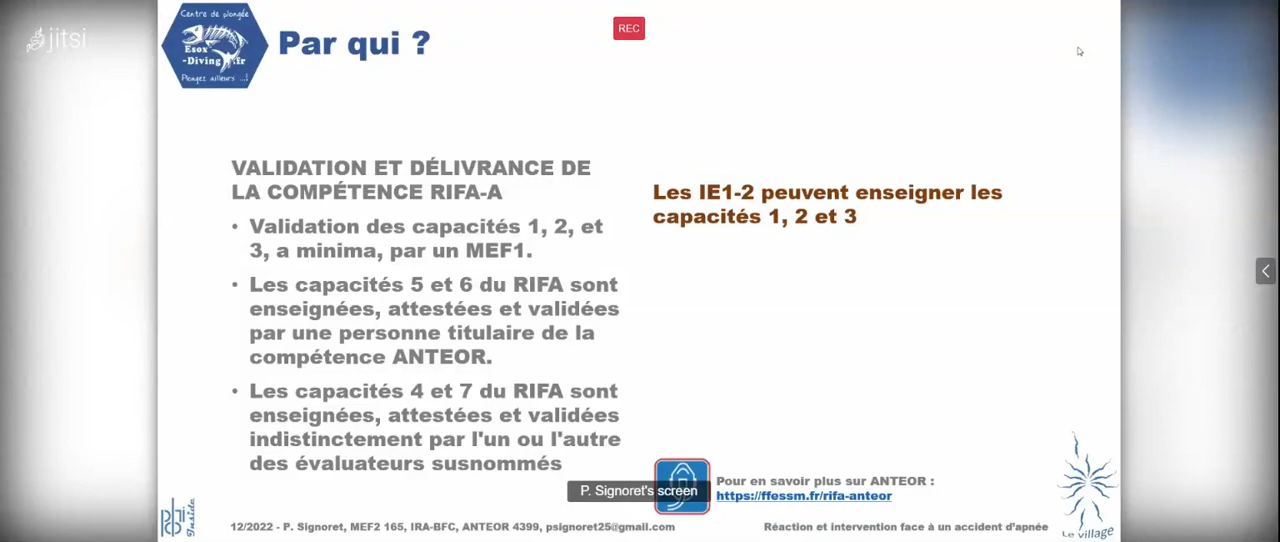 jitsi
Centre de plongée
Esox
-Diving.fr
Plongez ailleurs ...!
Par qui ?
REC
VALIDATION ET DÉLIVRANCE DE
LA COMPÉTENCE RIFA-A
• Validation des capacités 1, 2, et
3, a minima, par un MEF1.
• Les capacités 5 et 6 du RIFA sont
enseignées, attestées et validées
par une personne titulaire de la
compétence ANTEOR.
• Les capacités 4 et 7 du RIFA sont
enseignées, attestées et validées
indistinctement par l'un ou l'autre
des évaluateurs susnommés
Les IE1-2 peuvent enseigner les
capacités 1, 2 et 3
P. Signoret's screen
Pour en savoir plus sur ANTEOR :
https://ffessm.fr/rifa-anteor
Inside
12/2022 - P. Signoret, MEF2 165, IRA-BFC, ANTEOR 4399, psignoret25@gmail.com
Réaction et intervention face à un accident d'apnée
Le village